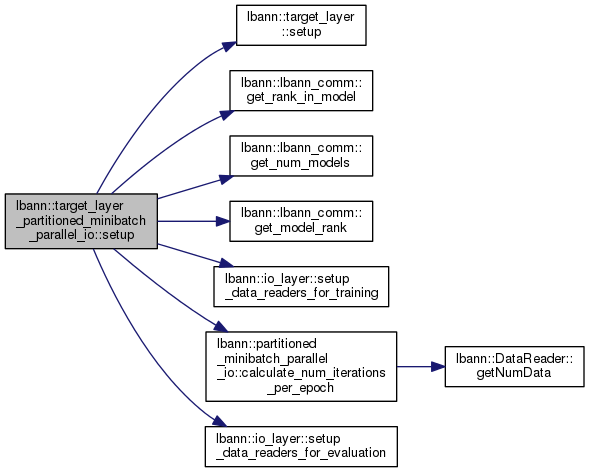 lbann::target_layer
::setup
lbann::lbann_comm::
get_rank_in_model
lbann::lbann_comm::
get_num_models
lbann::target_layer
_partitioned_minibatch
_parallel_io::setup
lbann::lbann_comm::
get_model_rank
lbann::io_layer::setup
_data_readers_for_training
lbann::partitioned
_minibatch_parallel
_io::calculate_num_iterations
_per_epoch
lbann::DataReader::
getNumData
lbann::io_layer::setup
_data_readers_for_evaluation